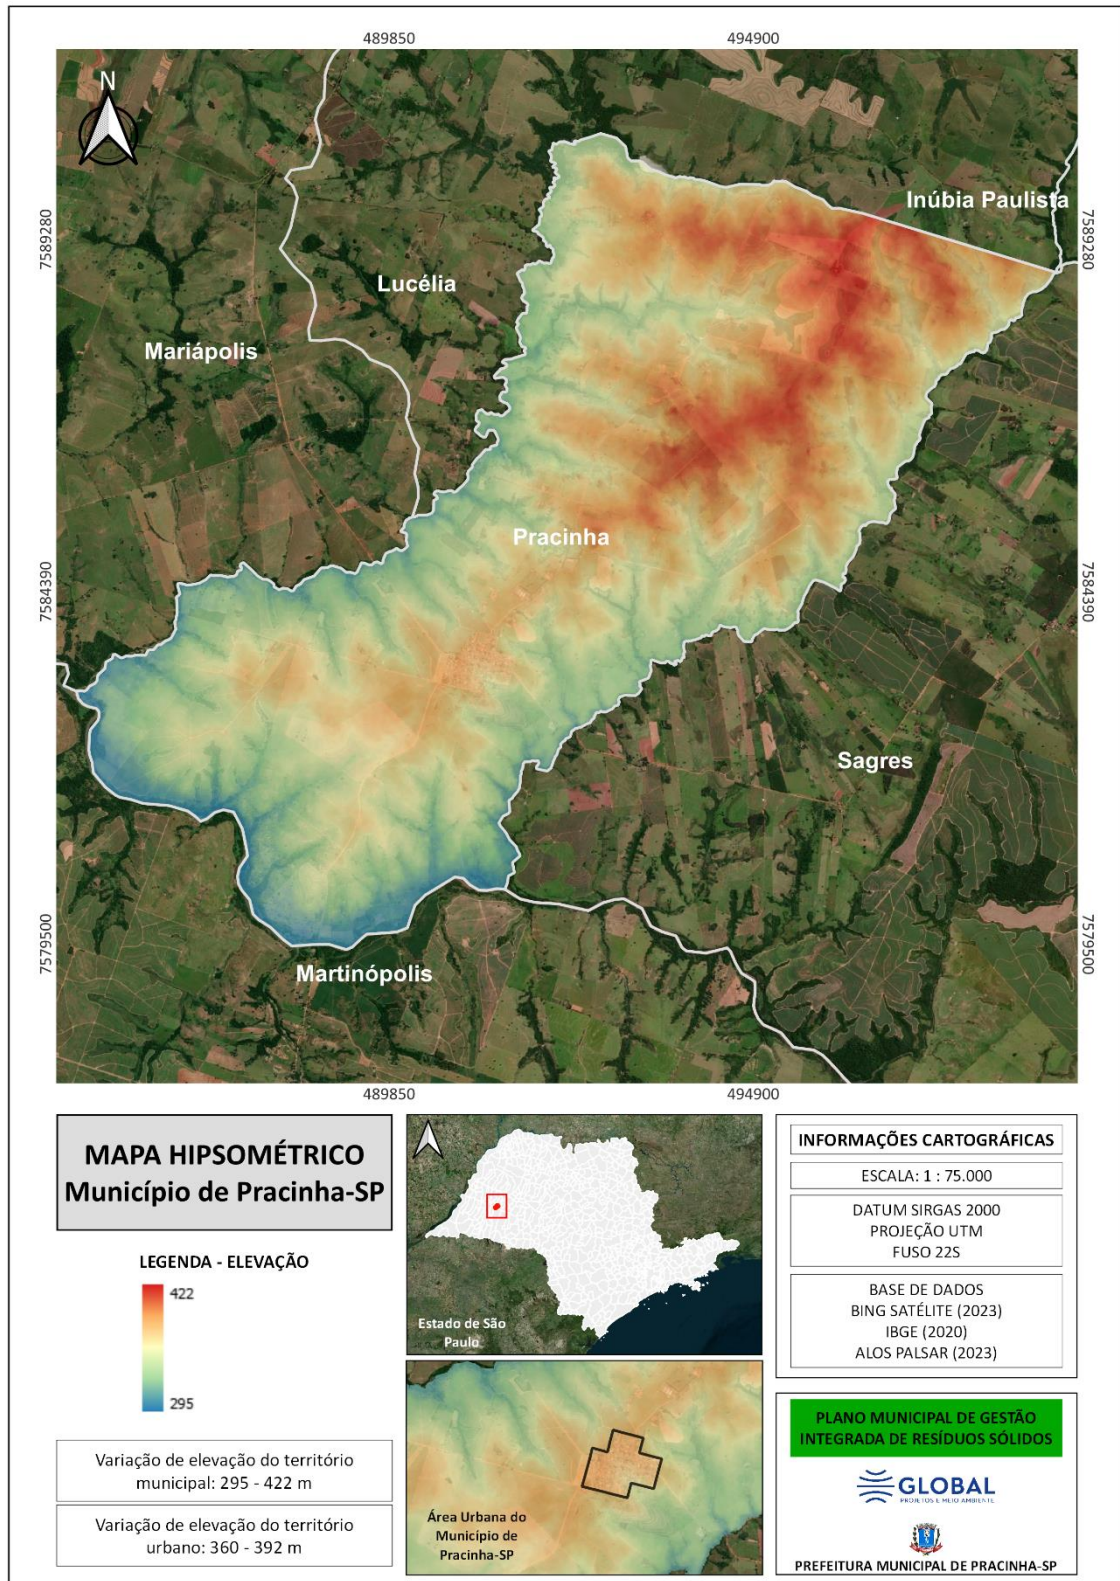 489850
494900
N
Inúbia Paulista
7589280
7589280
Lucélia
Mariápolis
Pracinha
7584390
7584390
Sagres
7579500
7579500
Martinópolis
489850
494900
MAPA HIPSOMÉTRICO
Município de Pracinha-SP
LEGENDA - ELEVAÇÃO
422
295
Variação de elevação do território
municipal: 295 - 422 m
Variação de elevação do território
urbano: 360 - 392 m
Estado de São
Paulo
Área Urbana do
Município de
Pracinha-SP
INFORMAÇÕES CARTOGRÁFICAS
ESCALA: 1 : 75.000
DATUM SIRGAS 2000
PROJEÇÃO UTM
FUSO 22S
BASE DE DADOS
BING SATÉLITE (2023)
IBGE (2020)
ALOS PALSAR (2023)
PLANO MUNICIPAL DE GESTÃO
INTEGRADA DE RESÍDUOS SÓLIDOS
GLOBAL
PROJETOS E MEIO AMBIENTE
PREFEITURA MUNICIPAL DE PRACINHA-SP